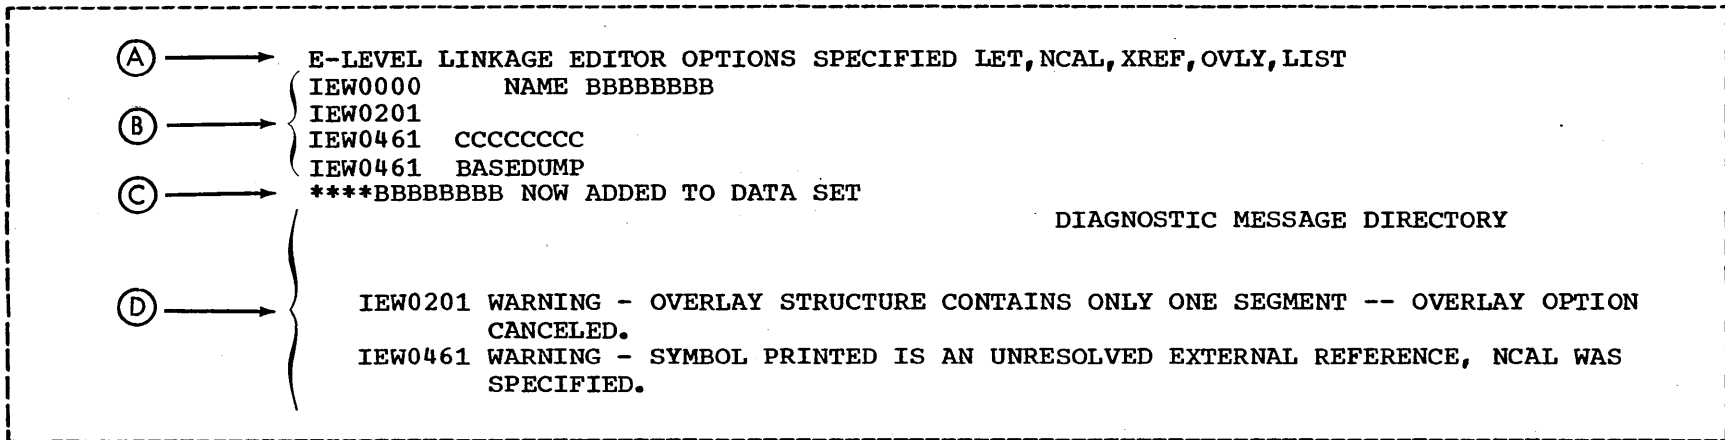 (A) E-LEVEL LINKAGE EDITOR OPTIONS SPECIFIED LET,NCAL,XREF,OVLY,LIST
IEW0000 NAME BBBBBBBB
(B) IEW0201
IEW0461 CCCCCCCC
IEW0461 BASEDUMP
(C) ****BBBBBBBB NOW ADDED TO DATA SET
DIAGNOSTIC MESSAGE DIRECTORY
(D) IEW0201 WARNING - OVERLAY STRUCTURE CONTAINS ONLY ONE SEGMENT -- OVERLAY OPTION
CANCELED.
IEW0461 WARNING - SYMBOL PRINTED IS AN UNRESOLVED EXTERNAL REFERENCE, NCAL WAS
SPECIFIED.